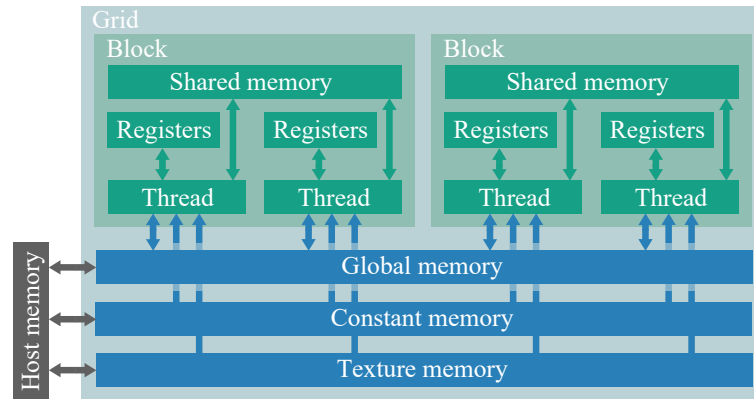 Grid
Block
Block
Shared memory
Shared memory
Registers
Registers
Registers
Registers
Thread
Thread
Thread
Thread
Host memory
Global memory
Constant memory
Texture memory